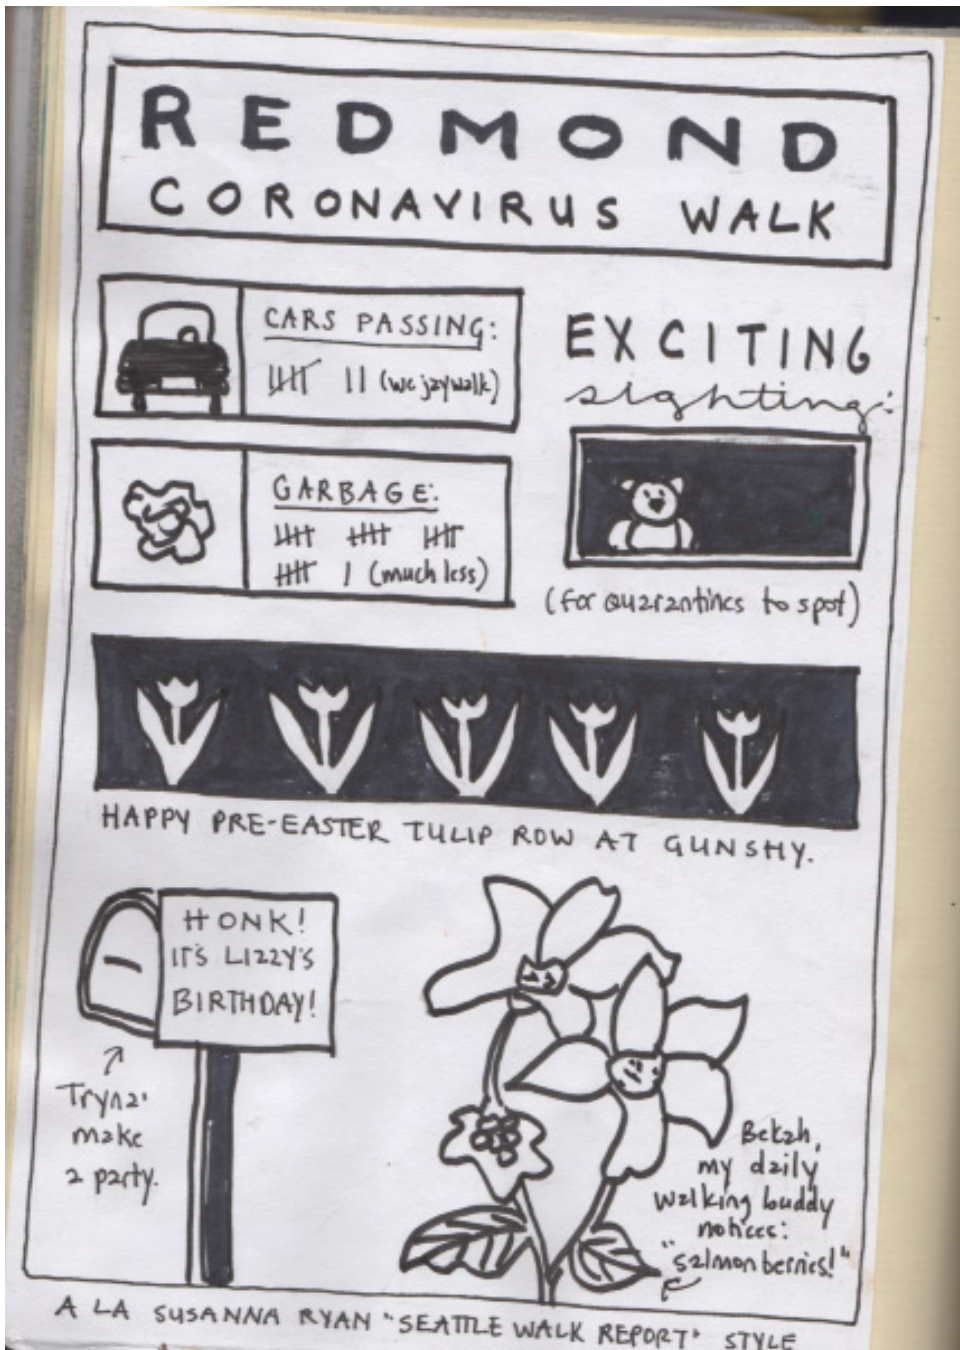 REDMOND
CORONAVIRUS WALK
CARS PASSING:
II (we jaywalk)
EXCITING
sighting:
GARBAGE:
I (much less)
(for quarantines to spot)
HAPPY PRE-EASTER TULIP ROW AT GUNSHY.
HONK!
IT'S LIZZY'S
BIRTHDAY!
Tryna'
make
a party.
Bekah,
my daily
walking buddy
notices:
"salmonberries!"
A LA SUSANNA RYAN "SEATTLE WALK REPORT" STYLE